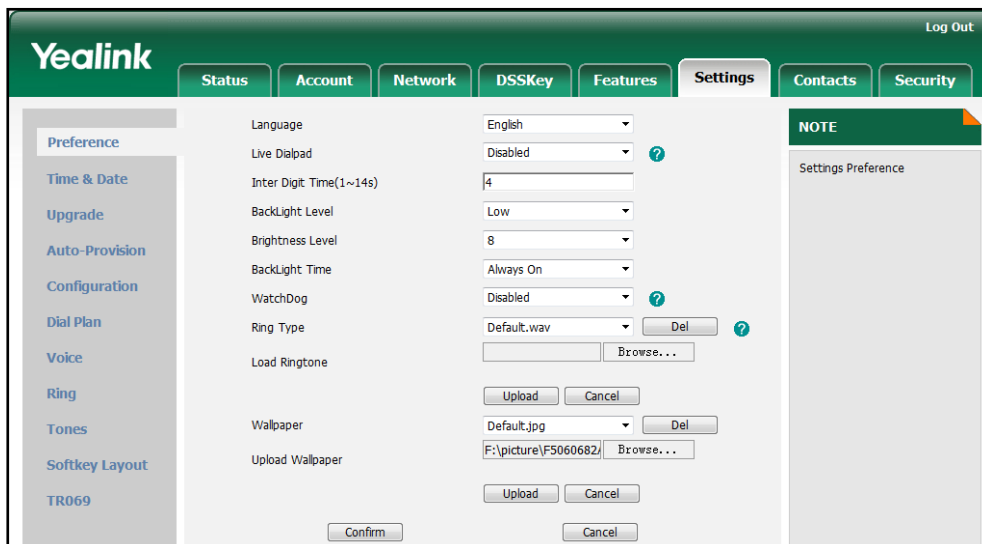 Log Out
Yealink
Status Account Network DSSKey Features Settings Contacts Security
Preference
Time & Date
Upgrade
Auto-Provision
Configuration
Dial Plan
Voice
Ring
Tones
Softkey Layout
TR069
Language English
Live Dialpad Disabled ?
Inter Digit Time(1~14s) 4
BackLight Level Low
Brightness Level 8
BackLight Time Always On
WatchDog Disabled ?
Ring Type Default.wav Del ?
Load Ringtone Browse...
Upload Cancel
Wallpaper Default.jpg Del
Upload Wallpaper F:\picture\F5060682/ Browse...
Upload Cancel
Confirm Cancel
NOTE
Settings Preference